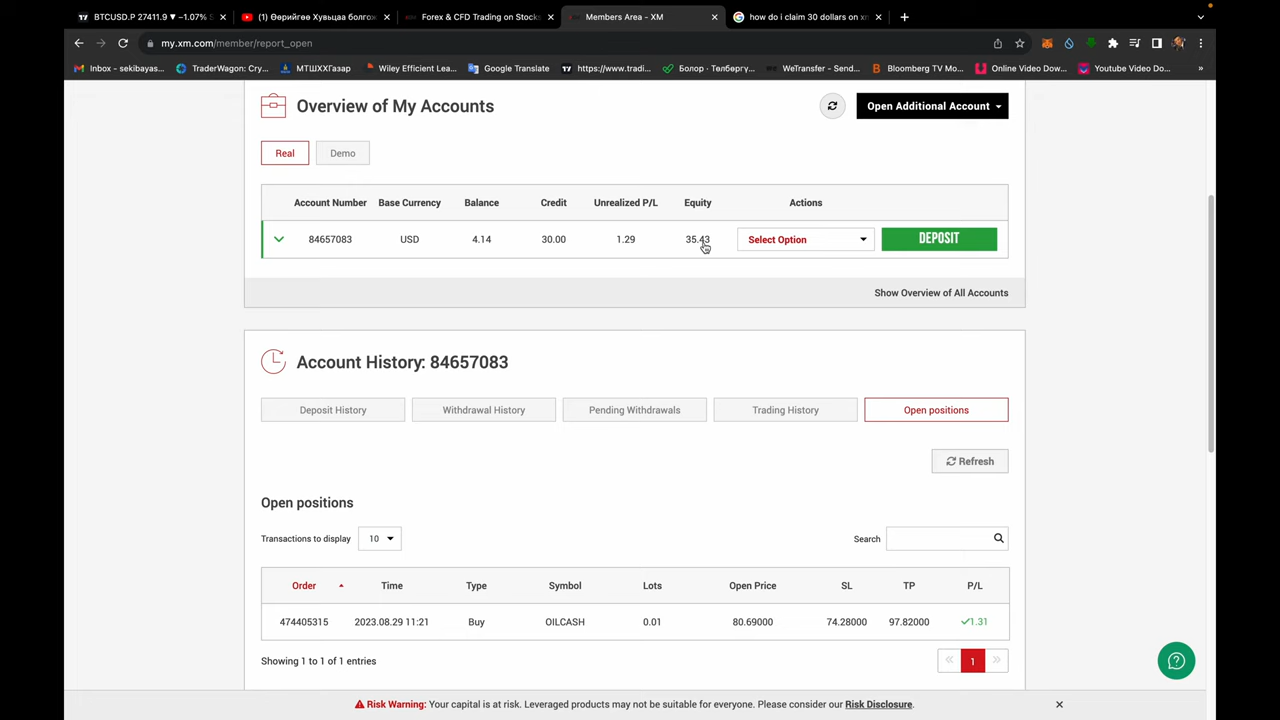 BTCUSD.P 27411.9 ▼ −1.07%
(1) Өөрийгөө Хувьцаа болгох
Forex & CFD Trading on Stocks
Members Area - XM
how do i claim 30 dollars on xm
my.xm.com/member/report_open
Inbox - sekibayas...
TraderWagon: Cry...
МТШХХГазар
Wiley Efficient Lea...
Google Translate
https://www.tradi...
Болор · Тömбөргү...
WeTransfer - Send...
Bloomberg TV Mo...
Online Video Dow...
Youtube Video Do...
»
Overview of My Accounts
Open Additional Account
Real
Demo
Account Number Base Currency Balance Credit Unrealized P/L Equity Actions
84657083 USD 4.14 30.00 1.29 35.43 Select Option DEPOSIT
Show Overview of All Accounts
Account History: 84657083
Deposit History
Withdrawal History
Pending Withdrawals
Trading History
Open positions
Refresh
Open positions
Transactions to display 10
Search
Order Time Type Symbol Lots Open Price SL TP P/L
474405315 2023.08.29 11:21 Buy OILCASH 0.01 80.69000 74.28000 97.82000 1.31
Showing 1 to 1 of 1 entries
« 1 »
Risk Warning: Your capital is at risk. Leveraged products may not be suitable for everyone. Please consider our Risk Disclosure.